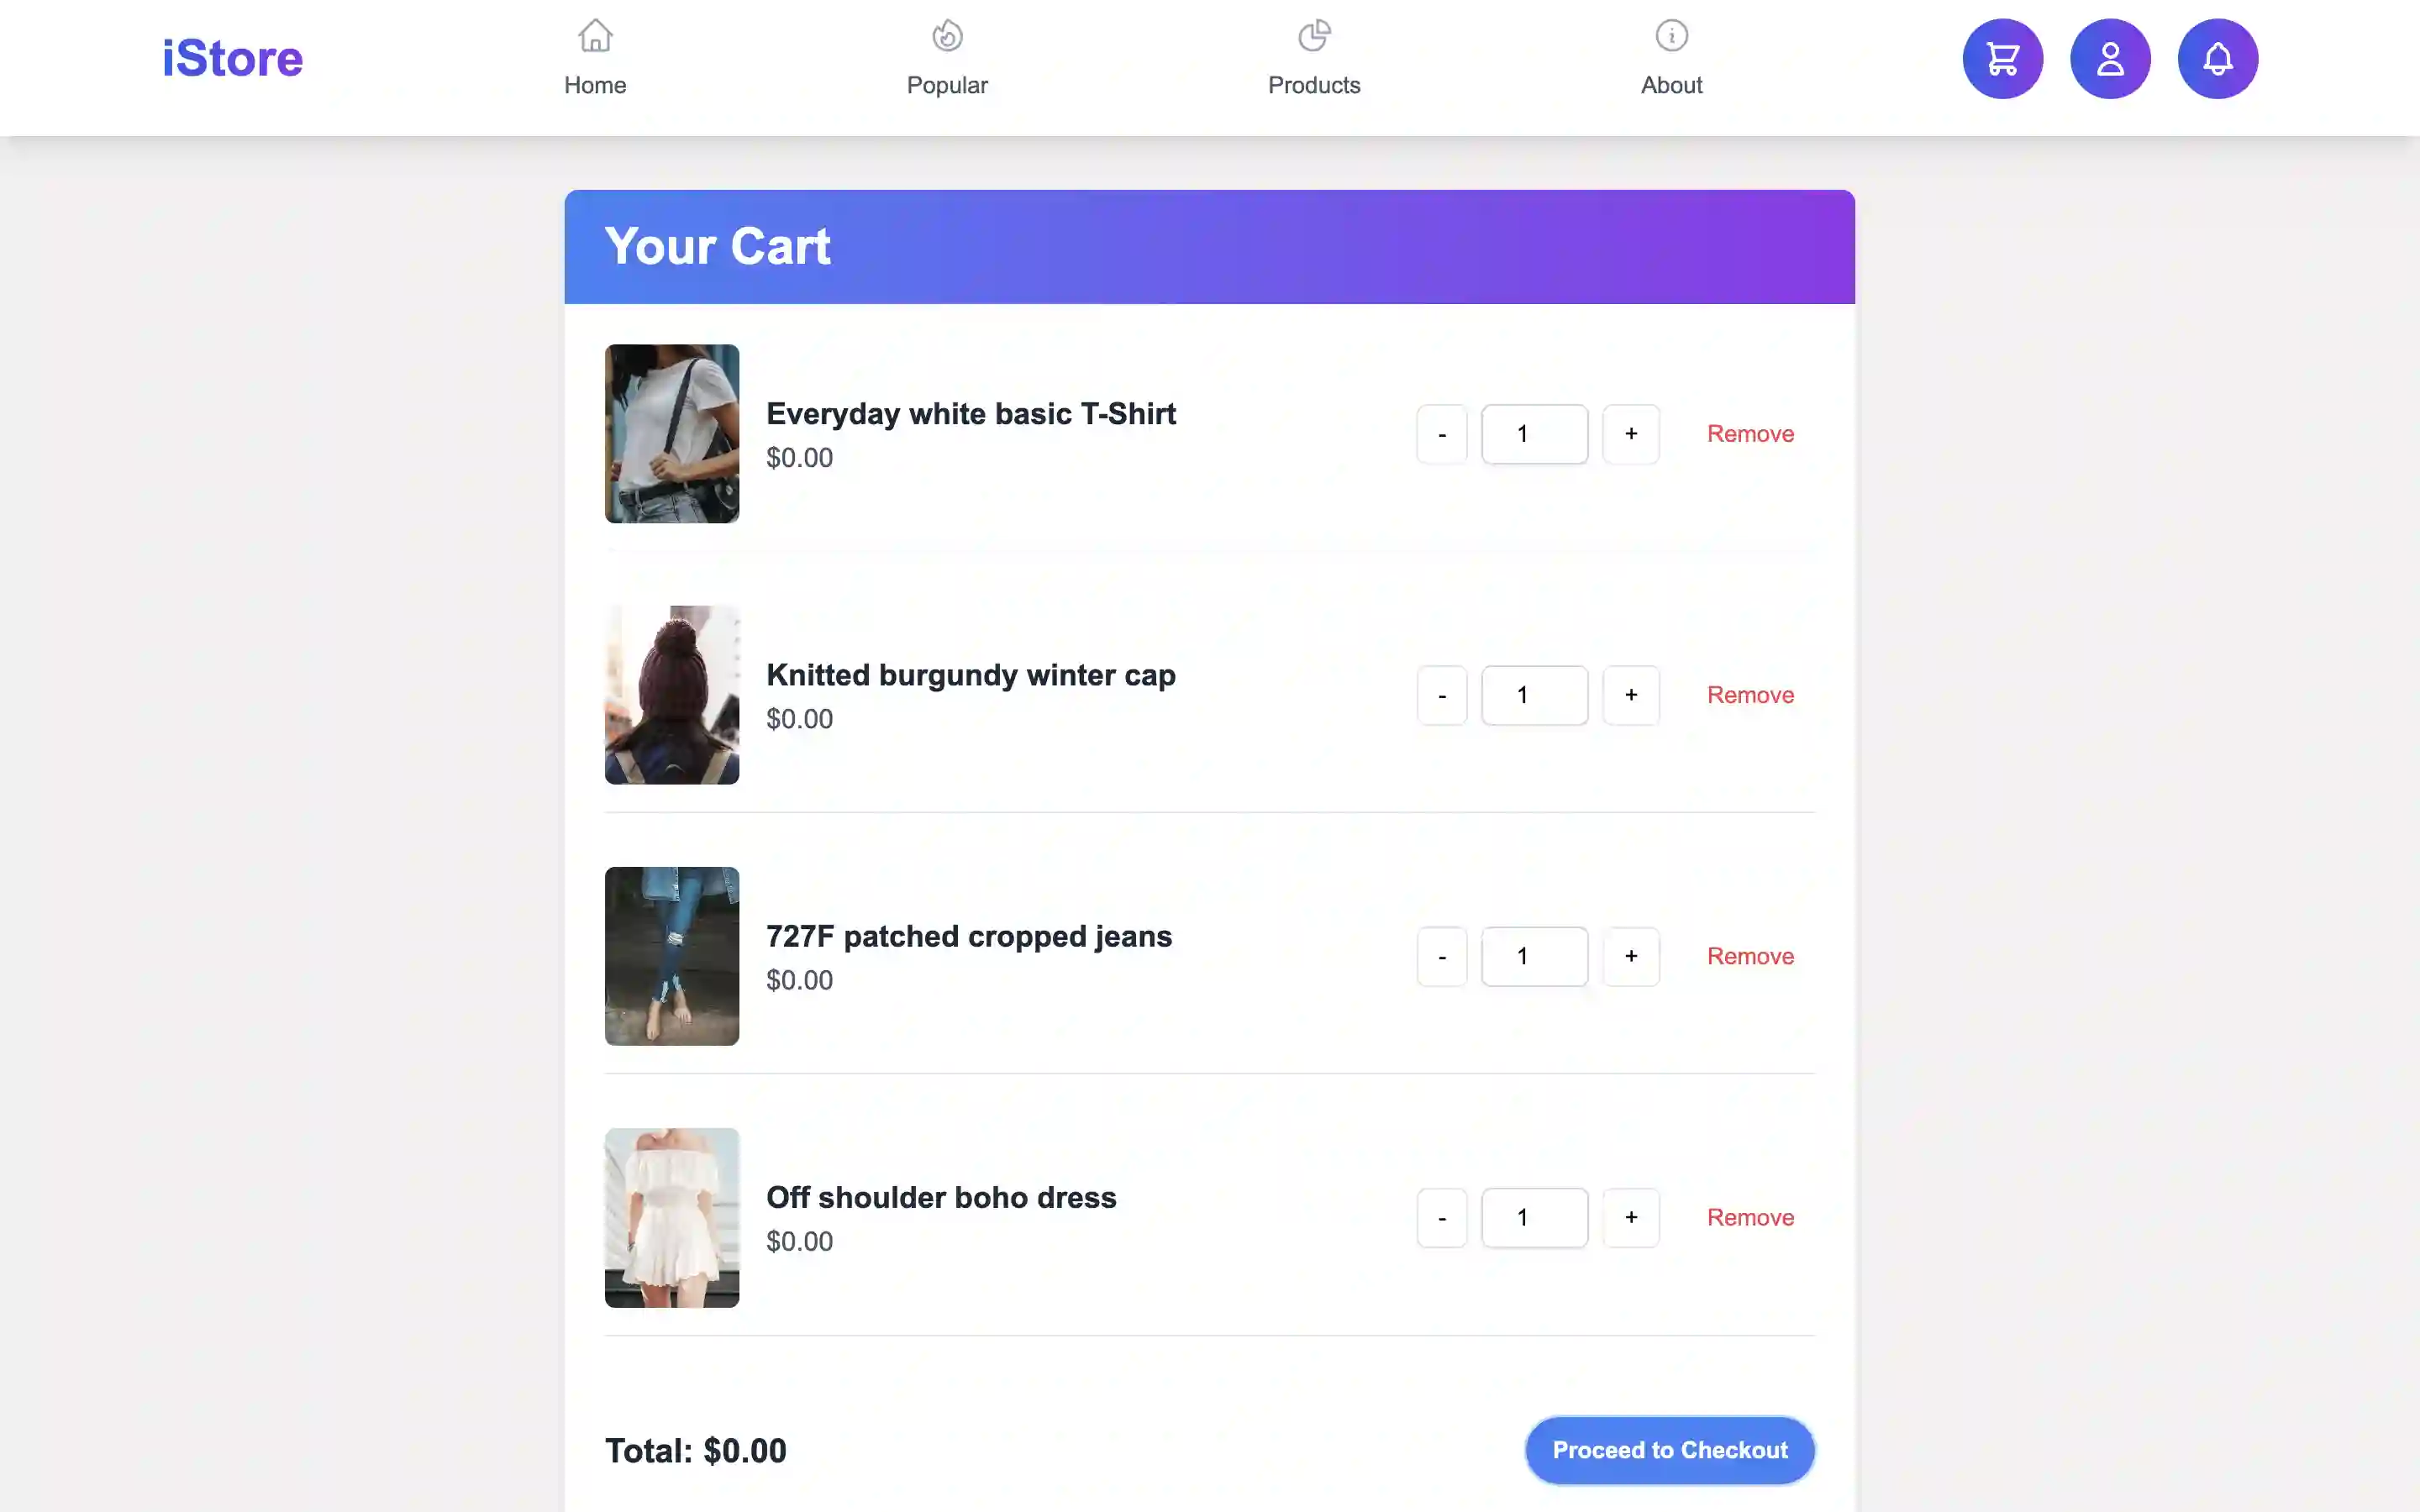 iStore
Home
Popular
Products
About
Your Cart
Everyday white basic T-Shirt
$0.00
- 1 + Remove
Knitted burgundy winter cap
$0.00
- 1 + Remove
727F patched cropped jeans
$0.00
- 1 + Remove
Off shoulder boho dress
$0.00
- 1 + Remove
Total: $0.00
Proceed to Checkout